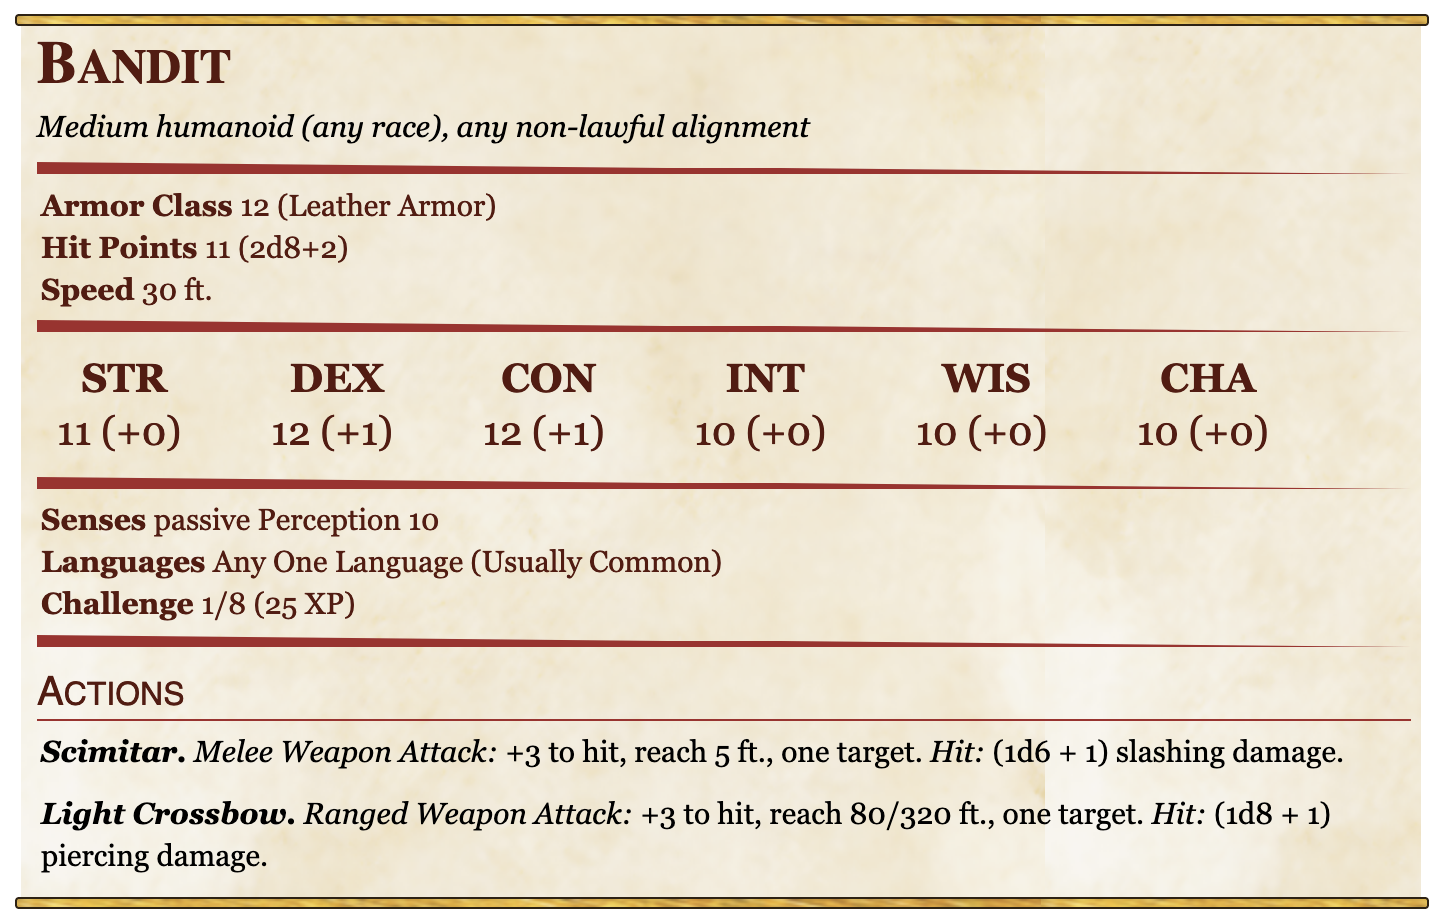 BANDIT
Medium humanoid (any race), any non-lawful alignment
Armor Class 12 (Leather Armor)
Hit Points 11 (2d8+2)
Speed 30 ft.
STR DEX CON INT WIS CHA
11 (+0) 12 (+1) 12 (+1) 10 (+0) 10 (+0) 10 (+0)
Senses passive Perception 10
Languages Any One Language (Usually Common)
Challenge 1/8 (25 XP)
ACTIONS
Scimitar. Melee Weapon Attack: +3 to hit, reach 5 ft., one target. Hit: (1d6 + 1) slashing damage.
Light Crossbow. Ranged Weapon Attack: +3 to hit, reach 80/320 ft., one target. Hit: (1d8 + 1)
piercing damage.